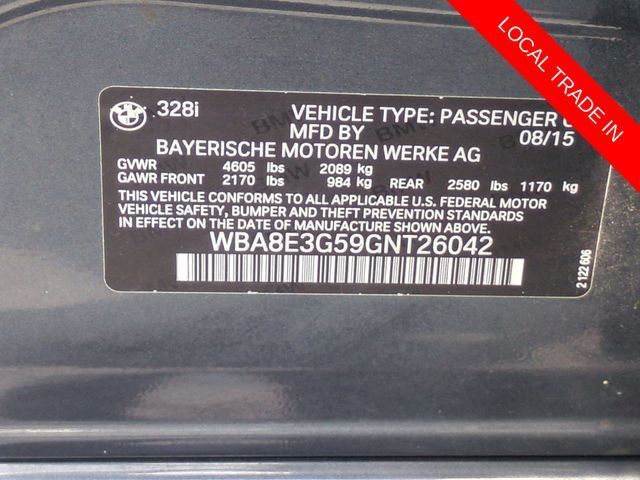 LOCAL TRADE IN
BMW
328i VEHICLE TYPE: PASSENGER
MFD BY 08/15
BAYERISCHE MOTOREN WERKE AG
GVWR 4605 lbs 2089 kg
GAWR FRONT 2170 lbs 984 kg REAR 2580 lbs 1170 kg
THIS VEHICLE CONFORMS TO ALL APPLICABLE U.S. FEDERAL MOTOR
VEHICLE SAFETY, BUMPER AND THEFT PREVENTION STANDARDS
IN EFFECT ON THE DATE OF MANUFACTURE SHOWN ABOVE.
WBA8E3G59GNT26042
2 122 606